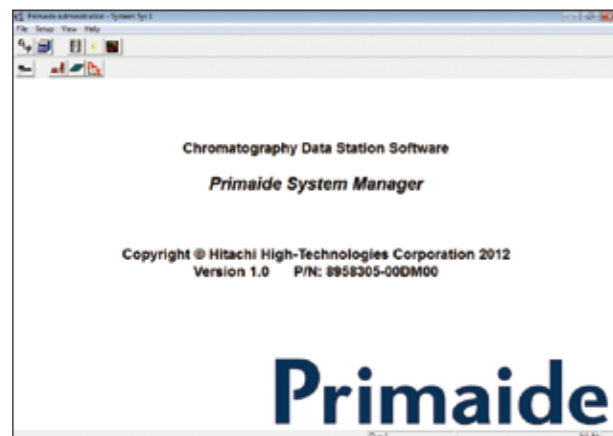 Primaide Administration - System: Sys 1
File Setup View Help
Chromatography Data Station Software
Primaide System Manager
Copyright © Hitachi High-Technologies Corporation 2012
Version 1.0 P/N: 8958305-00DM00
Primaide